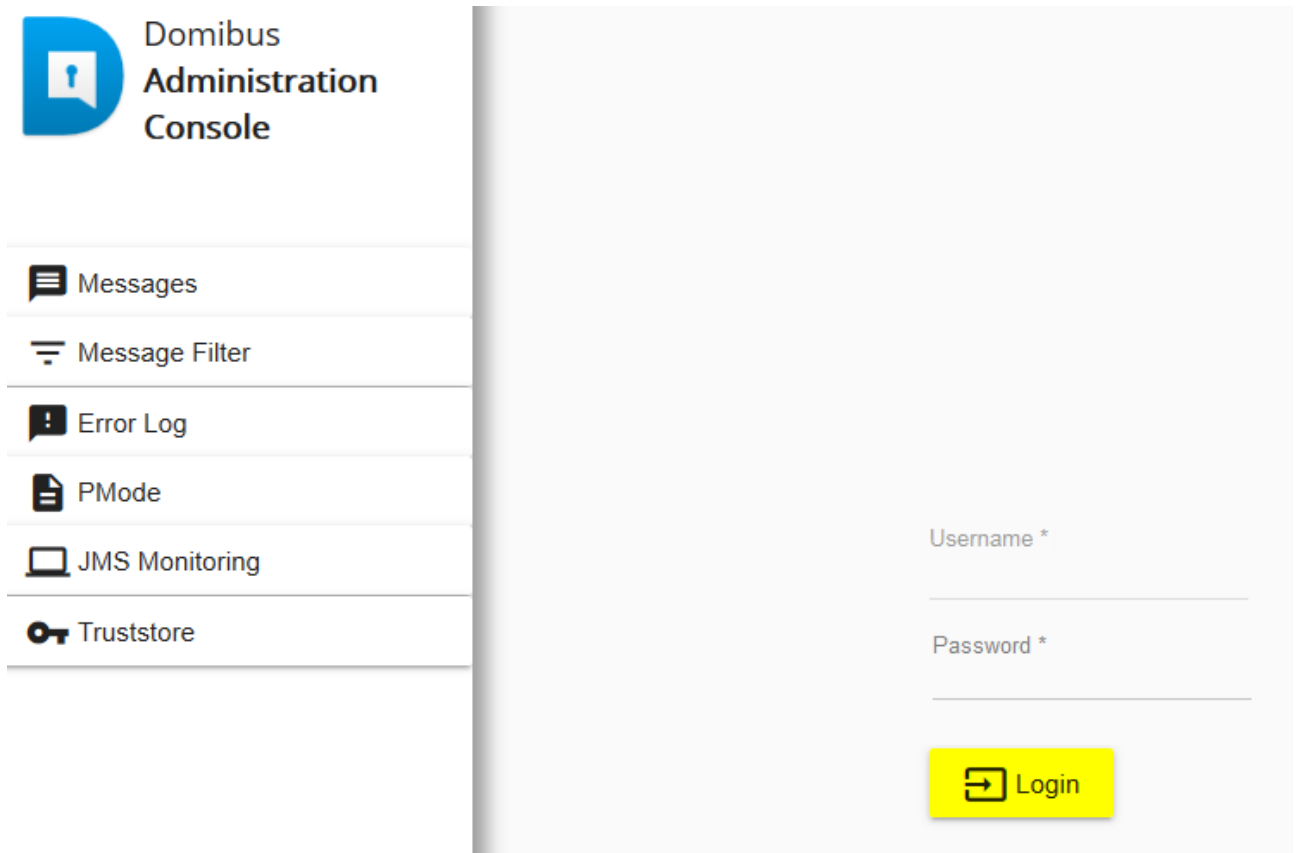 Domibus
Administration
Console
Messages
Message Filter
Error Log
PMode
JMS Monitoring
Truststore
Username *
Password *
Login